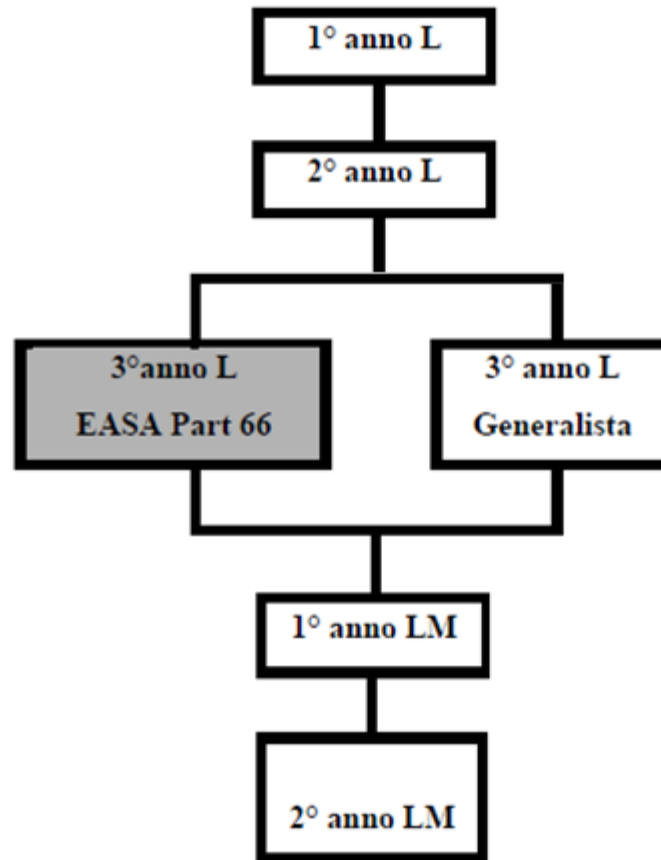 1° anno L
2° anno L
3°anno L
EASA Part 66
3° anno L
Generalista
1° anno LM
2° anno LM